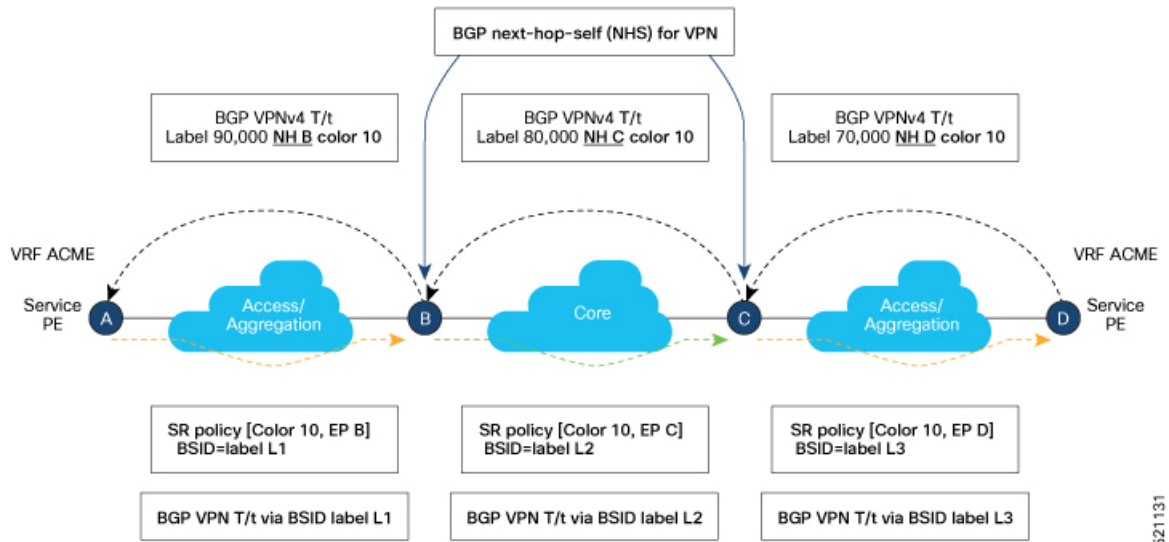 BGP next-hop-self (NHS) for VPN
BGP VPNv4 T/t
Label 90,000 NH B color 10
BGP VPNv4 T/t
Label 80,000 NH C color 10
BGP VPNv4 T/t
Label 70,000 NH D color 10
VRF ACME
VRF ACME
Service
PE
A
Access/
Aggregation
B
Core
C
Access/
Aggregation
D
Service
PE
SR policy [Color 10, EP B]
BSID=label L1
SR policy [Color 10, EP C]
BSID=label L2
SR policy [Color 10, EP D]
BSID=label L3
BGP VPN T/t via BSID label L1
BGP VPN T/t via BSID label L2
BGP VPN T/t via BSID label L3
521131